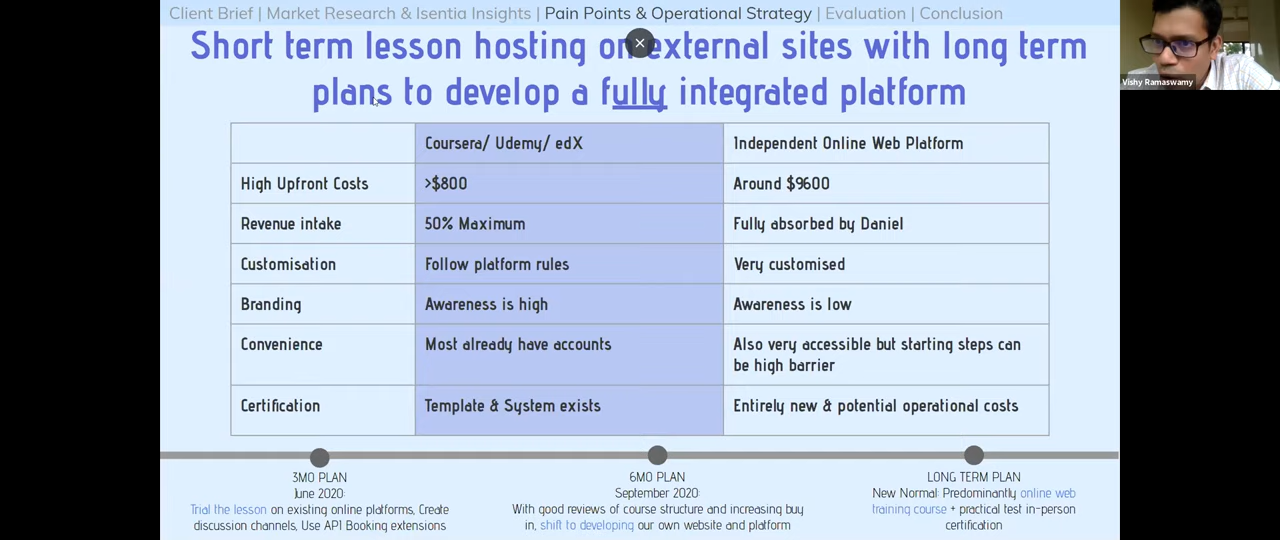 Client Brief | Market Research & Isentia Insights | Pain Points & Operational Strategy | Evaluation | Conclusion
Short term lesson hosting on external sites with long term
plans to develop a fully integrated platform
Vishy Ramaswamy
Coursera/ Udemy/ edX
Independent Online Web Platform
High Upfront Costs
>$800
Around $9600
Revenue intake
50% Maximum
Fully absorbed by Daniel
Customisation
Follow platform rules
Very customised
Branding
Awareness is high
Awareness is low
Convenience
Most already have accounts
Also very accessible but starting steps can
be high barrier
Certification
Template & System exists
Entirely new & potential operational costs
3MO PLAN
June 2020:
Trial the lesson on existing online platforms, Create
discussion channels, Use API Booking extensions
6MO PLAN
September 2020:
With good reviews of course structure and increasing buy
in, shift to developing our own website and platform
LONG TERM PLAN
New Normal: Predominantly online web
training course + practical test in-person
certification